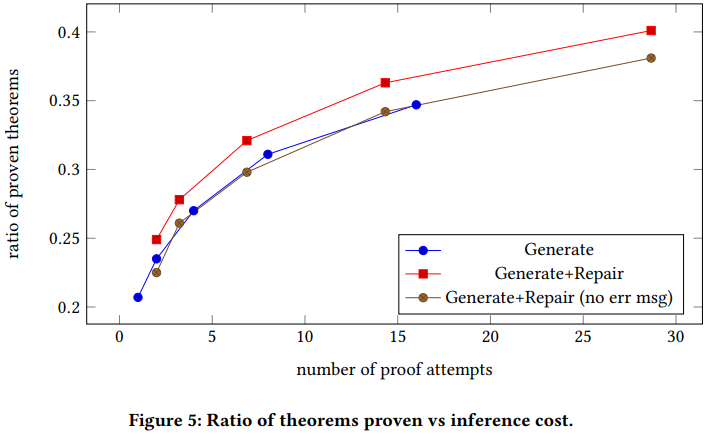 0.4
0.35
0.3
0.25
0.2
ratio of proven theorems
Generate
Generate+Repair
Generate+Repair (no err msg)
0 5 10 15 20 25 30
number of proof attempts
Figure 5: Ratio of theorems proven vs inference cost.